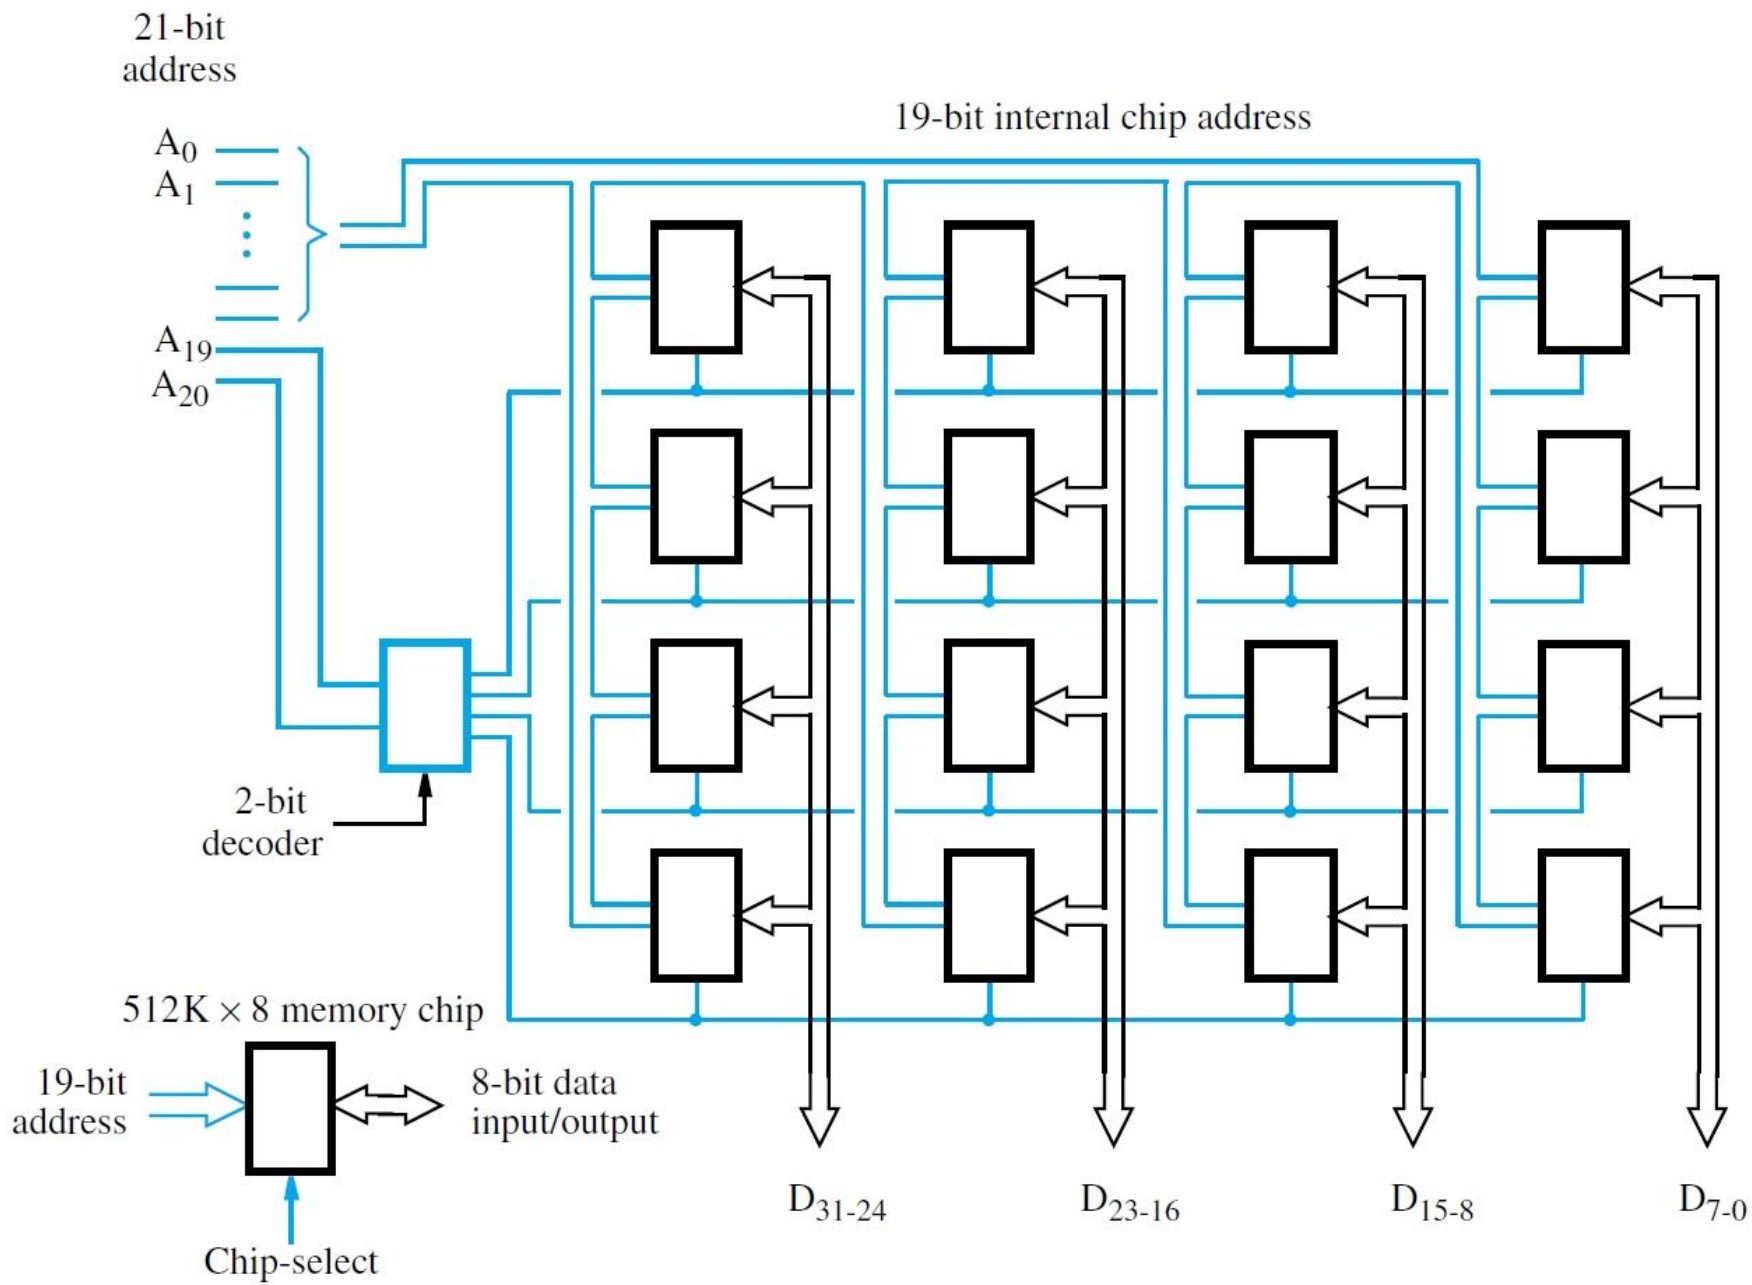 21-bit
address
19-bit internal chip address
A0
A1
A19
A20
2-bit
decoder
512K × 8 memory chip
19-bit
address
8-bit data
input/output
Chip-select
D31-24
D23-16
D15-8
D7-0